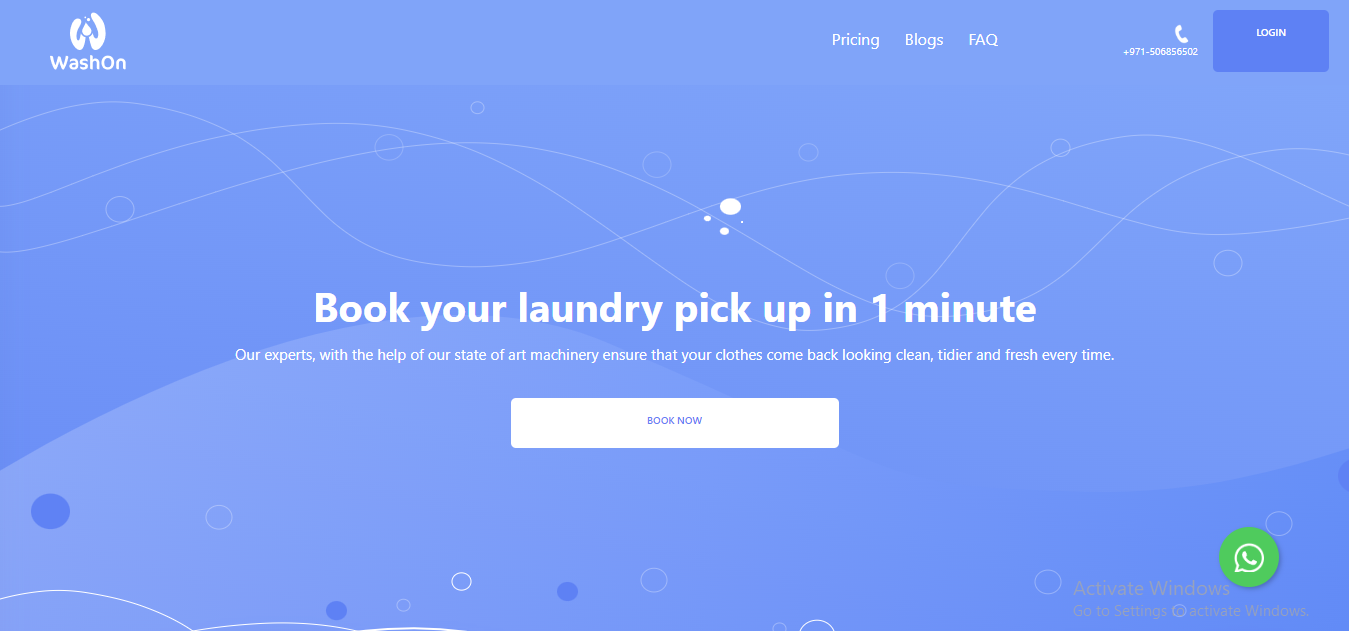 WashOn
Pricing
Blogs
FAQ
+971-506856502
LOGIN
Book your laundry pick up in 1 minute
Our experts, with the help of our state of art machinery ensure that your clothes come back looking clean, tidier and fresh every time.
BOOK NOW
Activate Windows
Go to Settings to activate Windows.